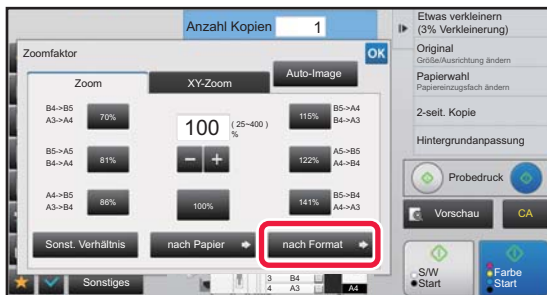 Anzahl Kopien 1
Zoomfaktor
OK
Zoom
XY-Zoom
Auto-Image
B4->B5
A3->A4
70%
100
(25~400)
%
115%
B5->A4
B4->A3
B5->A5
B4->A4
81%
122%
A5->B5
A4->B4
A4->B5
A3->B4
86%
100%
141%
B5->B4
A4->A3
Sonst. Verhältnis
nach Papier
nach Format
Sonstiges
3 B4
4 A3
A4
Etwas verkleinern
(3% Verkleinerung)
Original
Größe/Ausrichtung ändern
Papierwahl
Papiereinzugsfach ändern
2-seit. Kopie
Hintergrundanpassung
Probedruck
Vorschau
CA
S/W
Start
Farbe
Start